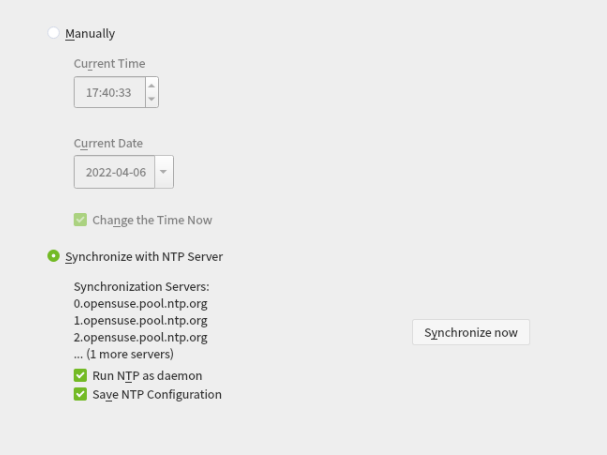 Manually
Current Time
17:40:33
Current Date
2022-04-06
Change the Time Now
Synchronize with NTP Server
Synchronization Servers:
0.opensuse.pool.ntp.org
1.opensuse.pool.ntp.org
2.opensuse.pool.ntp.org
... (1 more servers)
Synchronize now
Run NTP as daemon
Save NTP Configuration